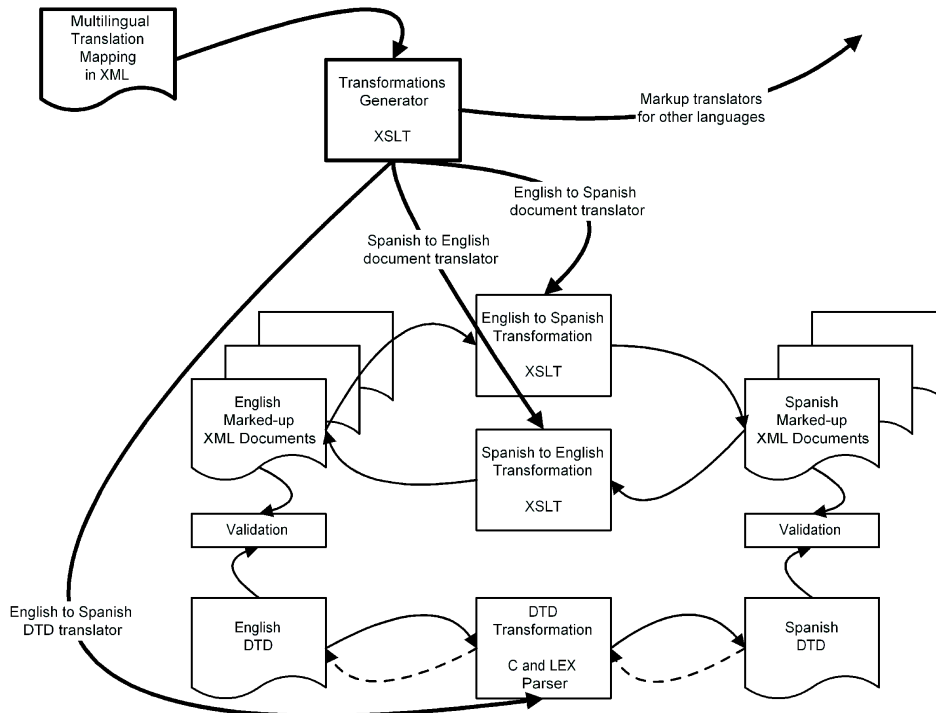 Multilingual
Translation
Mapping
in XML
Transformations
Generator
XSLT
Markup translators
for other languages
English to Spanish
document translator
Spanish to English
document translator
English to Spanish
Transformation
XSLT
English
Marked-up
XML Documents
Spanish
Marked-up
XML Documents
Spanish to English
Transformation
XSLT
Validation
Validation
English to Spanish
DTD translator
English
DTD
DTD
Transformation
C and LEX
Parser
Spanish
DTD